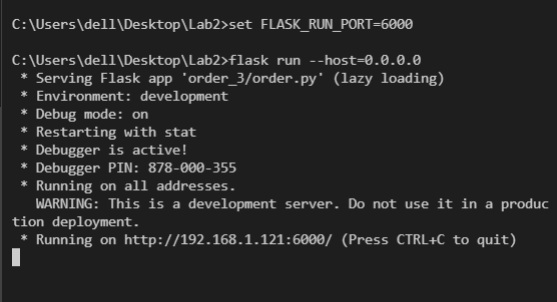 C:\Users\dell\Desktop\Lab2>set FLASK_RUN_PORT=6000
C:\Users\dell\Desktop\Lab2>flask run --host=0.0.0.0
 * Serving Flask app 'order_3/order.py' (lazy loading)
 * Environment: development
 * Debug mode: on
 * Restarting with stat
 * Debugger is active!
 * Debugger PIN: 878-000-355
 * Running on all addresses.
   WARNING: This is a development server. Do not use it in a produc
tion deployment.
 * Running on http://192.168.1.121:6000/ (Press CTRL+C to quit)